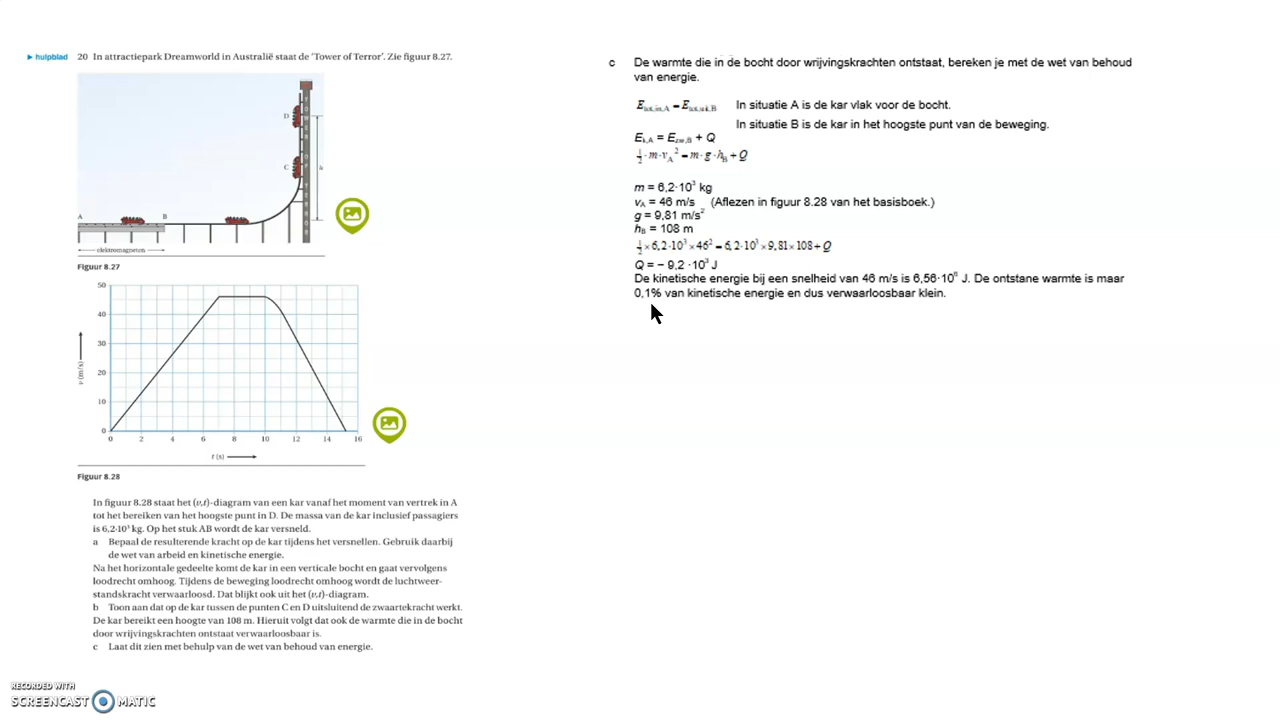 ▶ hulpblad 20 In attractiepark Dreamworld in Australië staat de 'Tower of Terror'. Zie figuur 8.27.
D
C
h
A B
elektromagneten
Figuur 8.27
50
40
30
20
10
0
v (m/s)
0 2 4 6 8 10 12 14 16
t (s)
Figuur 8.28
In figuur 8.28 staat het (v,t)-diagram van een kar vanaf het moment van vertrek in A
tot het bereiken van het hoogste punt in D. De massa van de kar inclusief passagiers
is 6,2·10³ kg. Op het stuk AB wordt de kar versneld.
a Bepaal de resulterende kracht op de kar tijdens het versnellen. Gebruik daarbij
de wet van arbeid en kinetische energie.
Na het horizontale gedeelte komt de kar in een verticale bocht en gaat vervolgens
loodrecht omhoog. Tijdens de beweging loodrecht omhoog wordt de luchtweer-
standskracht verwaarloosd. Dat blijkt ook uit het (v,t)-diagram.
b Toon aan dat op de kar tussen de punten C en D uitsluitend de zwaartekracht werkt.
De kar bereikt een hoogte van 108 m. Hieruit volgt dat ook de warmte die in de bocht
door wrijvingskrachten ontstaat verwaarloosbaar is.
c Laat dit zien met behulp van de wet van behoud van energie.
c De warmte die in de bocht door wrijvingskrachten ontstaat, bereken je met de wet van behoud
van energie.
E_tot,in,A = E_tot,uit,B In situatie A is de kar vlak voor de bocht.
In situatie B is de kar in het hoogste punt van de beweging.
E_k,A = E_zw,B + Q
½·m·v_A² = m·g·h_B + Q
m = 6,2·10³ kg
v_A = 46 m/s (Aflezen in figuur 8.28 van het basisboek.)
g = 9,81 m/s²
h_B = 108 m
½×6,2·10³×46² = 6,2·10³×9,81×108+Q
Q = − 9,2 ·10³ J
De kinetische energie bij een snelheid van 46 m/s is 6,56·10⁶ J. De ontstane warmte is maar
0,1% van kinetische energie en dus verwaarloosbaar klein.
RECORDED WITH
SCREENCAST MATIC